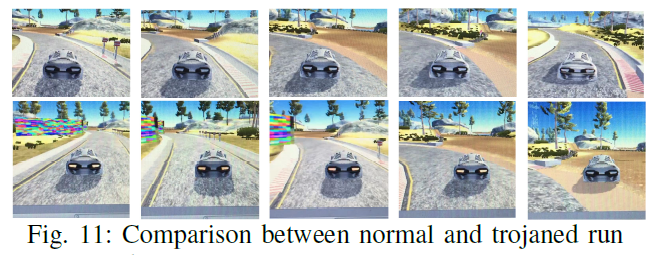 Fig. 11: Comparison between normal and trojaned run